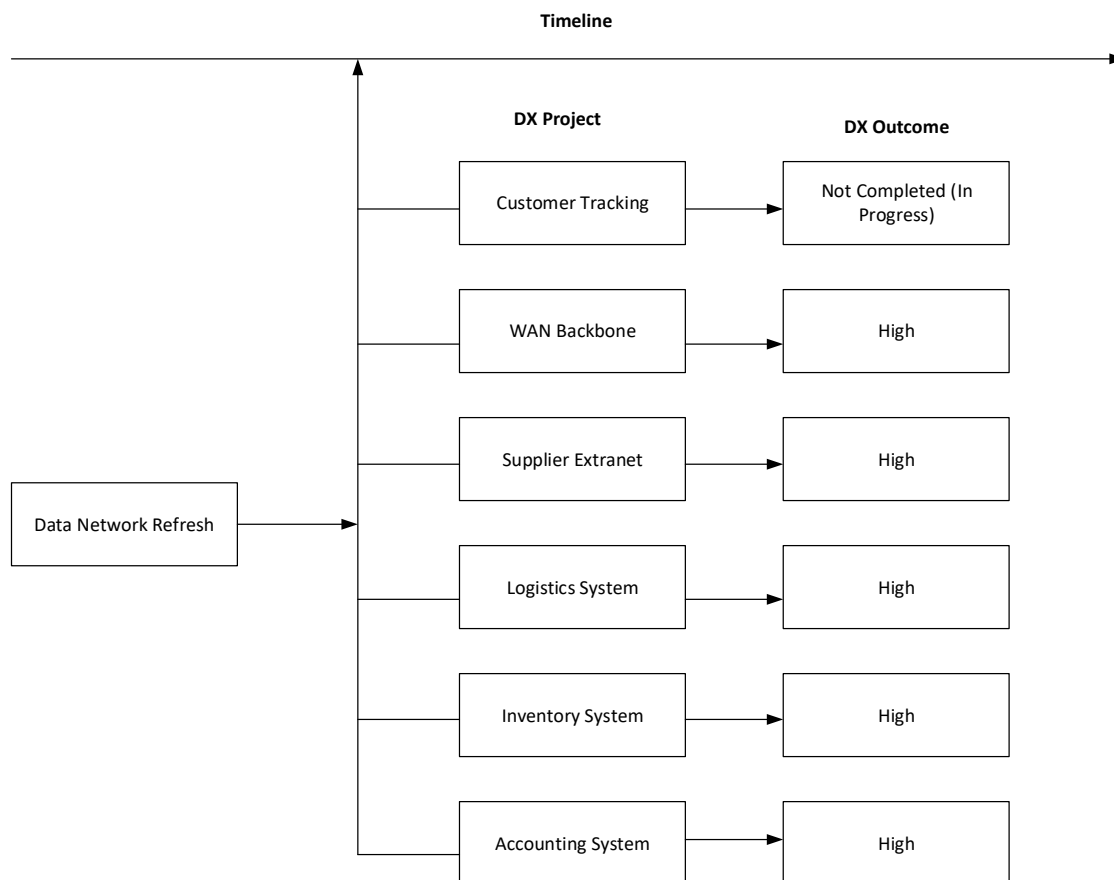 Timeline
DX Project
DX Outcome
Customer Tracking
Not Completed (In
Progress)
WAN Backbone
High
Supplier Extranet
High
Data Network Refresh
Logistics System
High
Inventory System
High
Accounting System
High